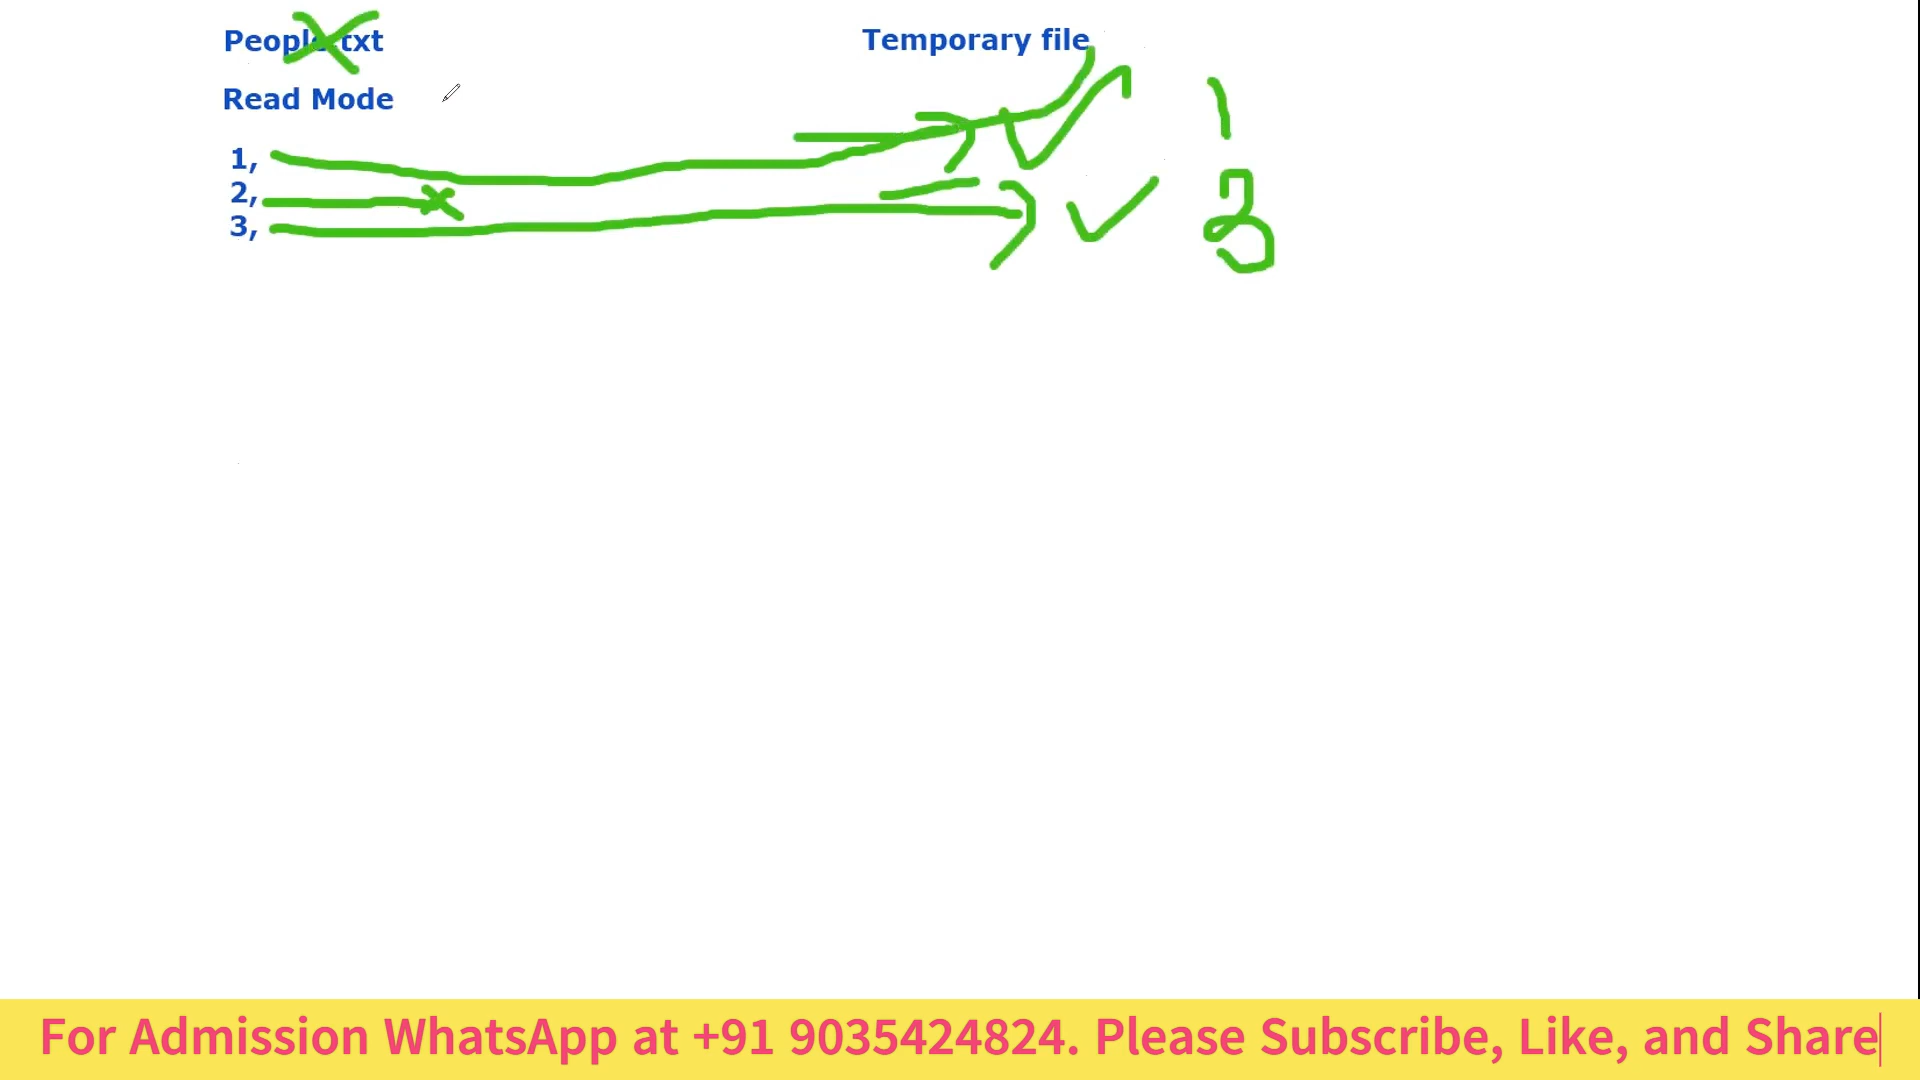 People.txt
Temporary file
Read Mode
1,
1
2,
3,
3
For Admission WhatsApp at +91 9035424824. Please Subscribe, Like, and Share